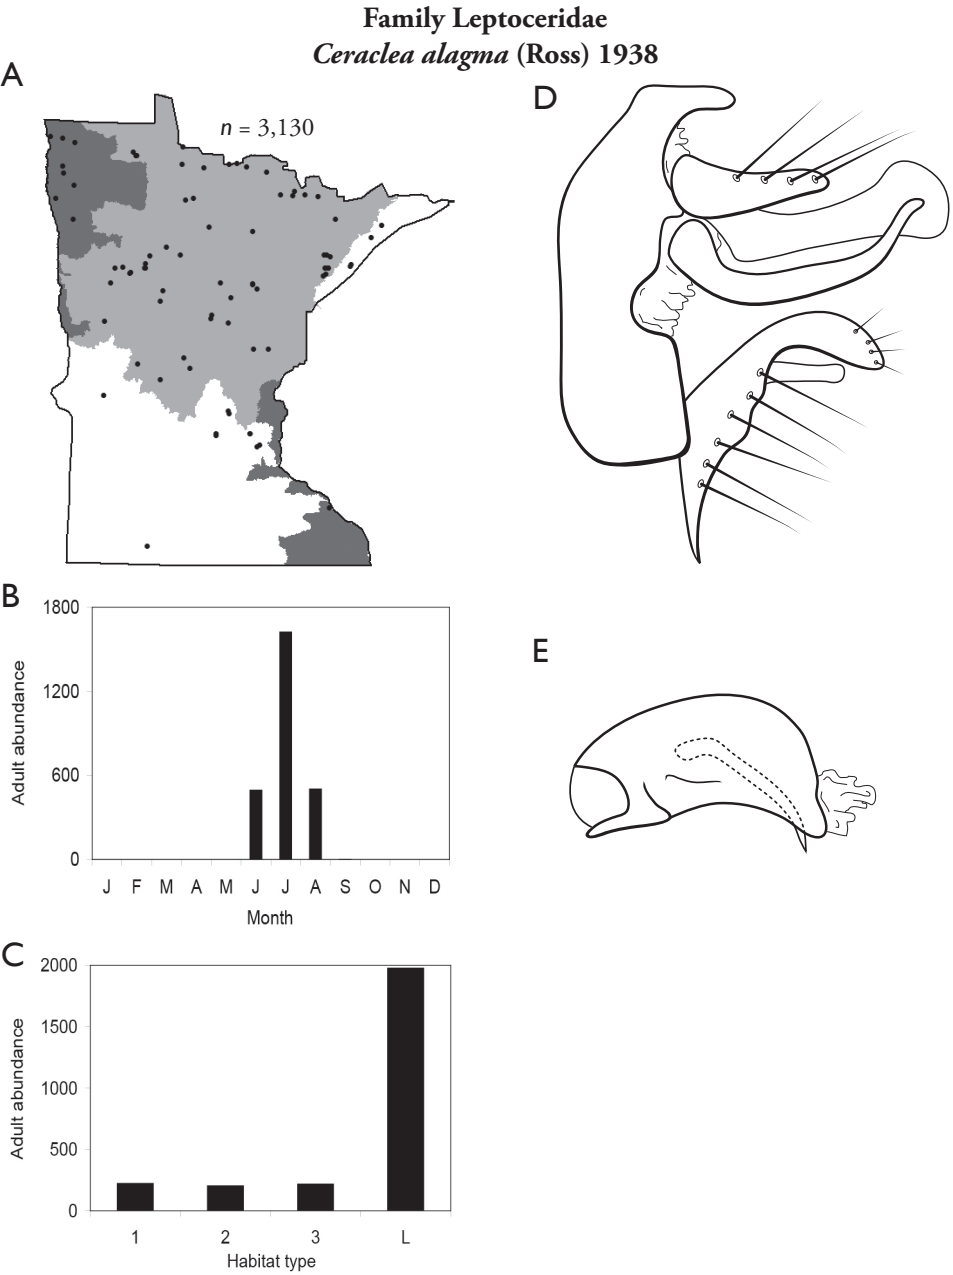 Family Leptoceridae
Ceraclea alagma (Ross) 1938
A
n = 3,130
D
B
1800
1200
600
0
Adult abundance
J F M A M J J A S O N D
Month
E
C
2000
1500
1000
500
0
Adult abundance
1 2 3 L
Habitat type